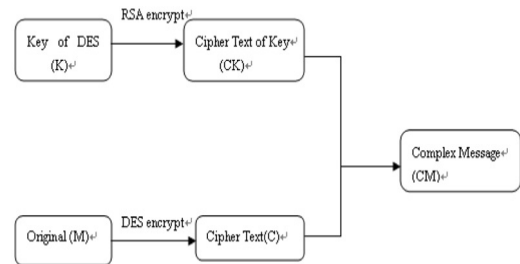 RSA encrypt
Key of DES
(K)
Cipher Text of Key
(CK)
Complex Message
(CM)
DES encrypt
Original (M)
Cipher Text(C)